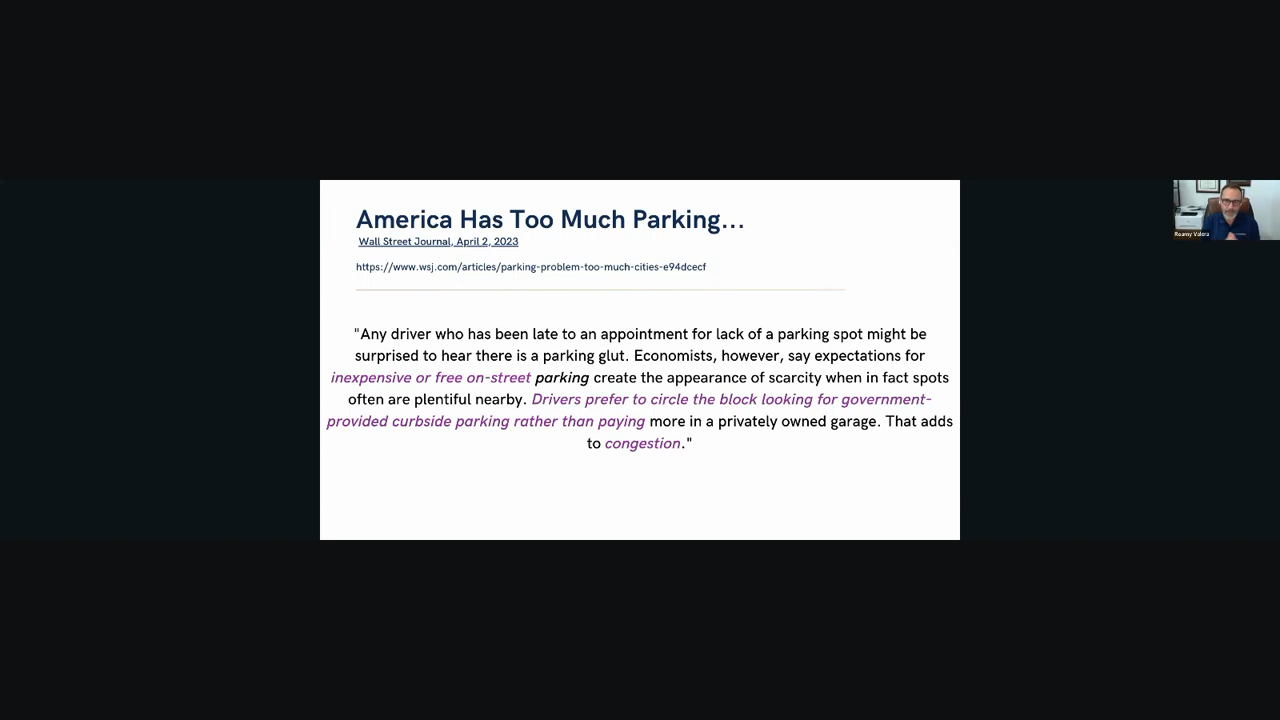 America Has Too Much Parking...
Wall Street Journal, April 2, 2023
https://www.wsj.com/articles/parking-problem-too-much-cities-e94dcecf
"Any driver who has been late to an appointment for lack of a parking spot might be
surprised to hear there is a parking glut. Economists, however, say expectations for
inexpensive or free on-street parking create the appearance of scarcity when in fact spots
often are plentiful nearby. Drivers prefer to circle the block looking for government-
provided curbside parking rather than paying more in a privately owned garage. That adds
to congestion."
Roamy Valera